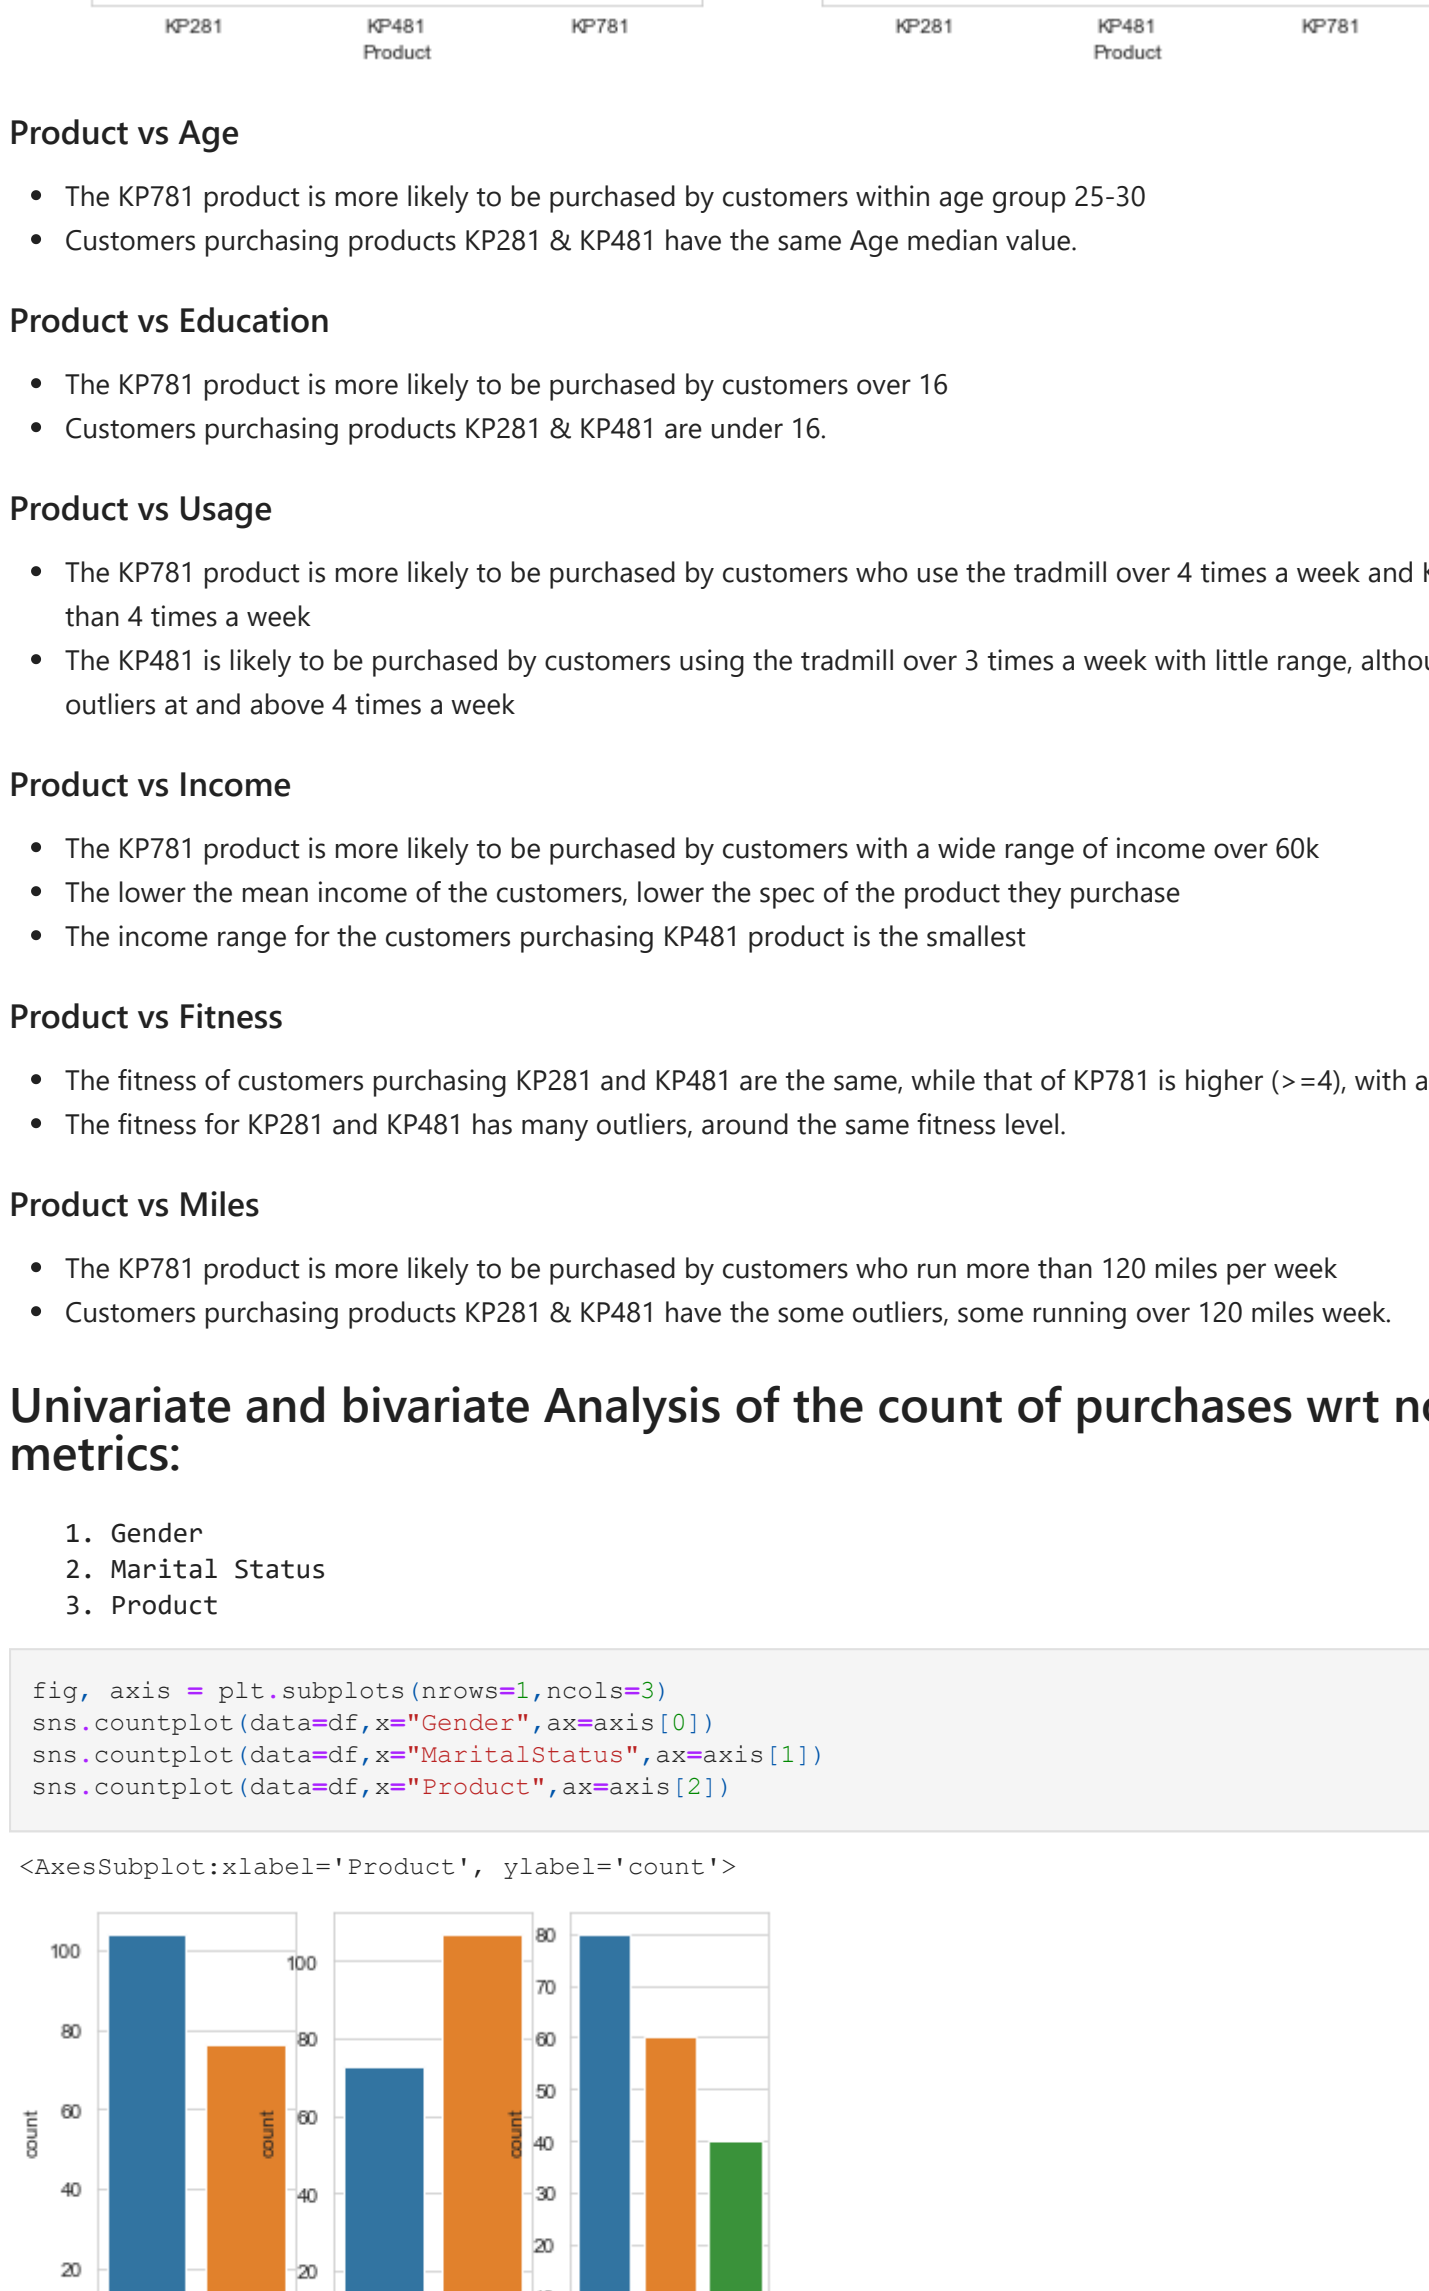 KP281 KP481 KP781 KP281 KP481 KP781
Product Product
Product vs Age
• The KP781 product is more likely to be purchased by customers within age group 25-30
• Customers purchasing products KP281 & KP481 have the same Age median value.
Product vs Education
• The KP781 product is more likely to be purchased by customers over 16
• Customers purchasing products KP281 & KP481 are under 16.
Product vs Usage
• The KP781 product is more likely to be purchased by customers who use the tradmill over 4 times a week and
than 4 times a week
• The KP481 is likely to be purchased by customers using the tradmill over 3 times a week with little range,
outliers at and above 4 times a week
Product vs Income
• The KP781 product is more likely to be purchased by customers with a wide range of income over 60k
• The lower the mean income of the customers, lower the spec of the product they purchase
• The income range for the customers purchasing KP481 product is the smallest
Product vs Fitness
• The fitness of customers purchasing KP281 and KP481 are the same, while that of KP781 is higher (>=4), with a
• The fitness for KP281 and KP481 has many outliers, around the same fitness level.
Product vs Miles
• The KP781 product is more likely to be purchased by customers who run more than 120 miles per week
• Customers purchasing products KP281 & KP481 have the some outliers, some running over 120 miles week.
Univariate and bivariate Analysis of the count of purchases wrt
metrics:
1. Gender
2. Marital Status
3. Product
fig, axis = plt.subplots(nrows=1,ncols=3)
sns.countplot(data=df,x="Gender",ax=axis[0])
sns.countplot(data=df,x="MaritalStatus",ax=axis[1])
sns.countplot(data=df,x="Product",ax=axis[2])
<AxesSubplot:xlabel='Product', ylabel='count'>
count
100
80
60
40
20
count
100
80
60
40
20
count
80
70
60
50
40
30
20